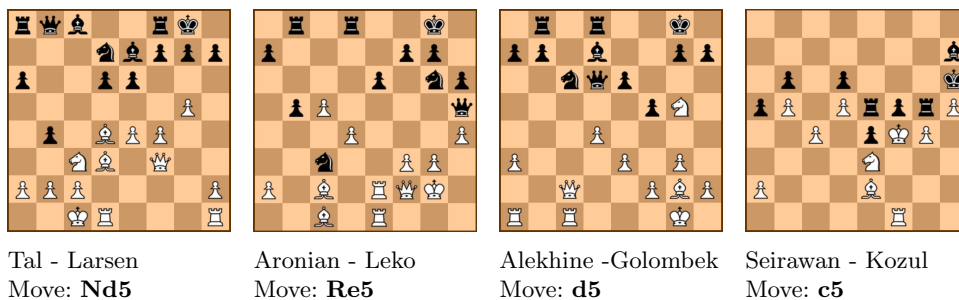 Tal - Larsen
Move: Nd5
Aronian - Leko
Move: Re5
Alekhine -Golombek
Move: d5
Seirawan - Kozul
Move: c5